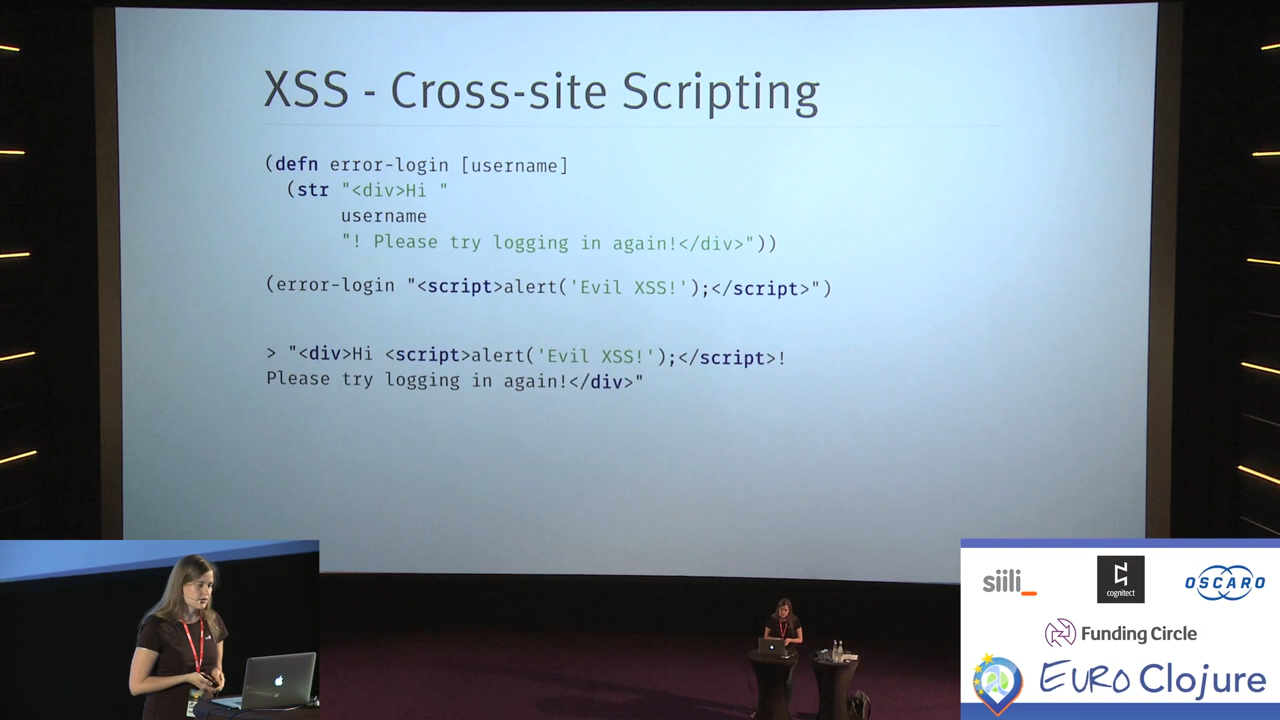 XSS - Cross-site Scripting
(defn error-login [username]
(str "<div>Hi "
username
"! Please try logging in again!</div>"))
(error-login "<script>alert('Evil XSS!');</script>")
> "<div>Hi <script>alert('Evil XSS!');</script>!
Please try logging in again!</div>"
siili_
cognitect
OSCARO
Funding Circle
EURO Clojure